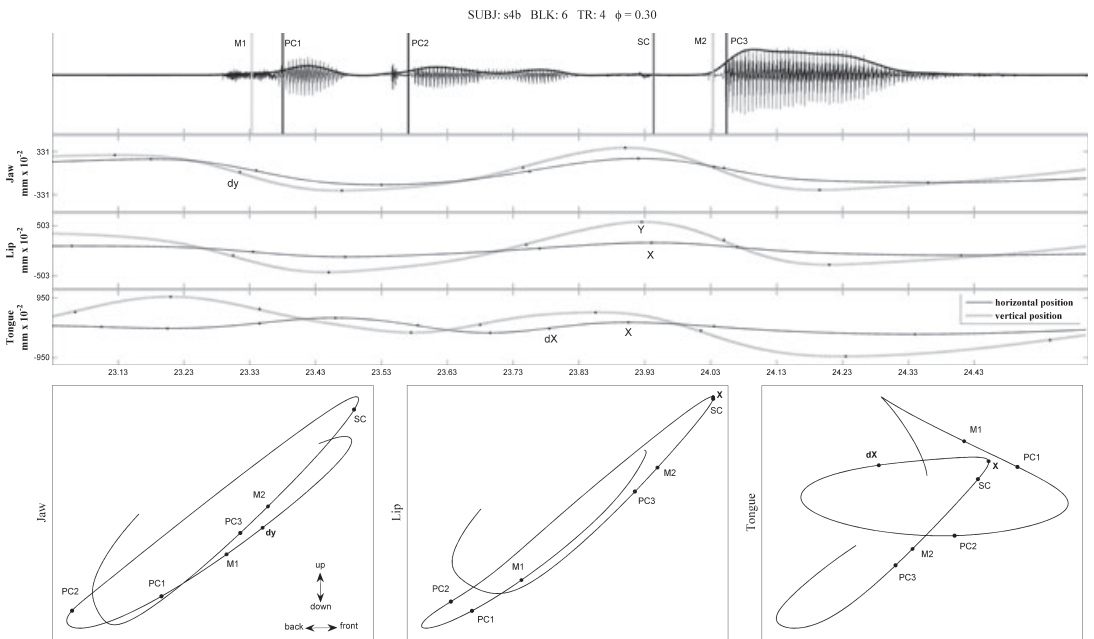 SUBJ: s4b BLK: 6 TR: 4 ϕ = 0.30
M1 PC1 PC2 SC M2 PC3
Jaw
mm x 10⁻²
331
-331
dy
Lip
mm x 10⁻²
503
-503
Y
X
Tongue
mm x 10⁻²
950
-950
dX
X
horizontal position
vertical position
23.13 23.23 23.33 23.43 23.53 23.63 23.73 23.83 23.93 24.03 24.13 24.23 24.33 24.43
Jaw
SC
M2
PC3
dy
M1
PC1
PC2
up
down
back front
Lip
X
SC
M2
PC3
M1
PC2
PC1
Tongue
M1
dX
X
PC1
SC
PC2
M2
PC3